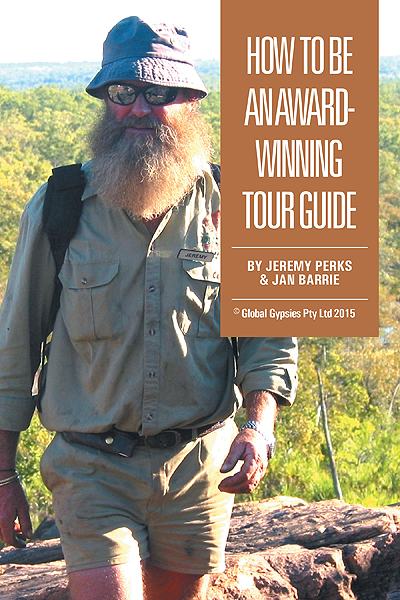 HOW TO BE
AN AWARD-
WINNING
TOUR GUIDE
BY JEREMY PERKS
& JAN BARRIE
© Global Gypsies Pty Ltd 2015
JEREMY